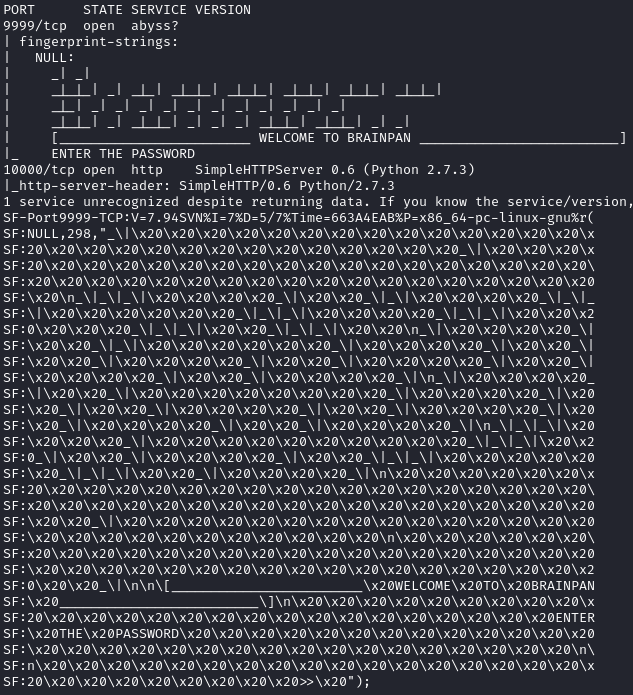 PORT      STATE SERVICE VERSION
9999/tcp  open  abyss?
| fingerprint-strings:
|   NULL:
|     _| _|
|     _|_|_| _| _|_| _|_|_| _|_|_| _|_|_| _|_|_| _|_|_|
|     _|_| _| _| _| _| _| _| _| _| _| _| _|
|     _|_|_| _| _|_|_| _| _| _| _|_|_| _|_|_| _| _|
|     [________________________ WELCOME TO BRAINPAN _________________________]
|_    ENTER THE PASSWORD
10000/tcp open  http    SimpleHTTPServer 0.6 (Python 2.7.3)
|_http-server-header: SimpleHTTP/0.6 Python/2.7.3
1 service unrecognized despite returning data. If you know the service/version,
SF-Port9999-TCP:V=7.94SVN%I=7%D=5/7%Time=663A4EAB%P=x86_64-pc-linux-gnu%r(
SF:NULL,298,"_\|\x20\x20\x20\x20\x20\x20\x20\x20\x20\x20\x20\x20\x20\x20\x
SF:20\x20\x20\x20\x20\x20\x20\x20\x20\x20\x20\x20\x20\x20_\|\x20\x20\x20\x
SF:20\x20\x20\x20\x20\x20\x20\x20\x20\x20\x20\x20\x20\x20\x20\x20\x20\x20\
SF:x20\x20\x20\x20\x20\x20\x20\x20\x20\x20\x20\x20\x20\x20\x20\x20\x20\x20
SF:\x20\n_\|_\|_\|\x20\x20\x20\x20_\|\x20\x20_\|_\|\x20\x20\x20\x20_\|_\|_
SF:\|\x20\x20\x20\x20\x20\x20_\|_\|_\|\x20\x20\x20\x20_\|_\|_\|\x20\x20\x2
SF:0\x20\x20\x20_\|_\|_\|\x20\x20_\|_\|_\|\x20\x20\n_\|\x20\x20\x20\x20_\|
SF:\x20\x20_\|_\|\x20\x20\x20\x20\x20\x20_\|\x20\x20\x20\x20_\|\x20\x20_\|
SF:\x20\x20_\|\x20\x20\x20\x20_\|\x20\x20_\|\x20\x20\x20\x20_\|\x20\x20_\|
SF:\x20\x20\x20\x20_\|\x20\x20_\|\x20\x20\x20\x20_\|\n_\|\x20\x20\x20\x20_
SF:\|\x20\x20_\|\x20\x20\x20\x20\x20\x20\x20\x20_\|\x20\x20\x20\x20_\|\x20
SF:\x20_\|\x20\x20_\|\x20\x20\x20\x20_\|\x20\x20_\|\x20\x20\x20\x20_\|\x20
SF:\x20_\|\x20\x20\x20\x20_\|\x20\x20_\|\x20\x20\x20\x20_\|\n_\|_\|_\|\x20
SF:\x20\x20\x20_\|\x20\x20\x20\x20\x20\x20\x20\x20\x20\x20_\|_\|_\|\x20\x2
SF:0_\|\x20\x20_\|\x20\x20\x20\x20_\|\x20\x20_\|_\|_\|\x20\x20\x20\x20\x20
SF:\x20_\|_\|_\|\x20\x20_\|\x20\x20\x20\x20_\|\n\x20\x20\x20\x20\x20\x20\x
SF:20\x20\x20\x20\x20\x20\x20\x20\x20\x20\x20\x20\x20\x20\x20\x20\x20\x20\
SF:x20\x20\x20\x20\x20\x20\x20\x20\x20\x20\x20\x20\x20\x20\x20\x20\x20\x20
SF:\x20\x20_\|\x20\x20\x20\x20\x20\x20\x20\x20\x20\x20\x20\x20\x20\x20\x20
SF:\x20\x20\x20\x20\x20\x20\x20\x20\x20\x20\x20\n\x20\x20\x20\x20\x20\x20\
SF:x20\x20\x20\x20\x20\x20\x20\x20\x20\x20\x20\x20\x20\x20\x20\x20\x20\x20
SF:\x20\x20\x20\x20\x20\x20\x20\x20\x20\x20\x20\x20\x20\x20\x20\x20\x20\x2
SF:0\x20\x20_\|\n\n\[________________________\x20WELCOME\x20TO\x20BRAINPAN
SF:\x20_________________________\]\n\x20\x20\x20\x20\x20\x20\x20\x20\x20\x
SF:20\x20\x20\x20\x20\x20\x20\x20\x20\x20\x20\x20\x20\x20\x20\x20\x20ENTER
SF:\x20THE\x20PASSWORD\x20\x20\x20\x20\x20\x20\x20\x20\x20\x20\x20\x20\x20
SF:\x20\x20\x20\x20\x20\x20\x20\x20\x20\x20\x20\x20\x20\x20\x20\x20\x20\n\
SF:n\x20\x20\x20\x20\x20\x20\x20\x20\x20\x20\x20\x20\x20\x20\x20\x20\x20\x
SF:20\x20\x20\x20\x20\x20\x20\x20\x20>>\x20");